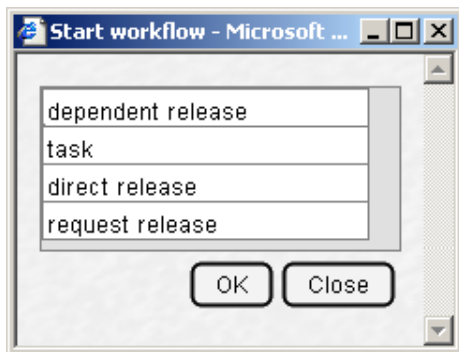 Start workflow - Microsoft ...
dependent release
task
direct release
request release
OK Close